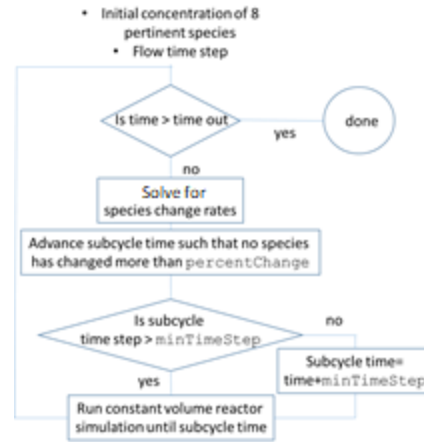 • Initial concentration of 8
pertinent species
• Flow time step
Is time > time out
done
yes
no
Solve for
species change rates
Advance subcycle time such that no species
has changed more than percentChange
Is subcycle
time step > minTimeStep
no
Subcycle time=
time+minTimeStep
yes
Run constant volume reactor
simulation until subcycle time